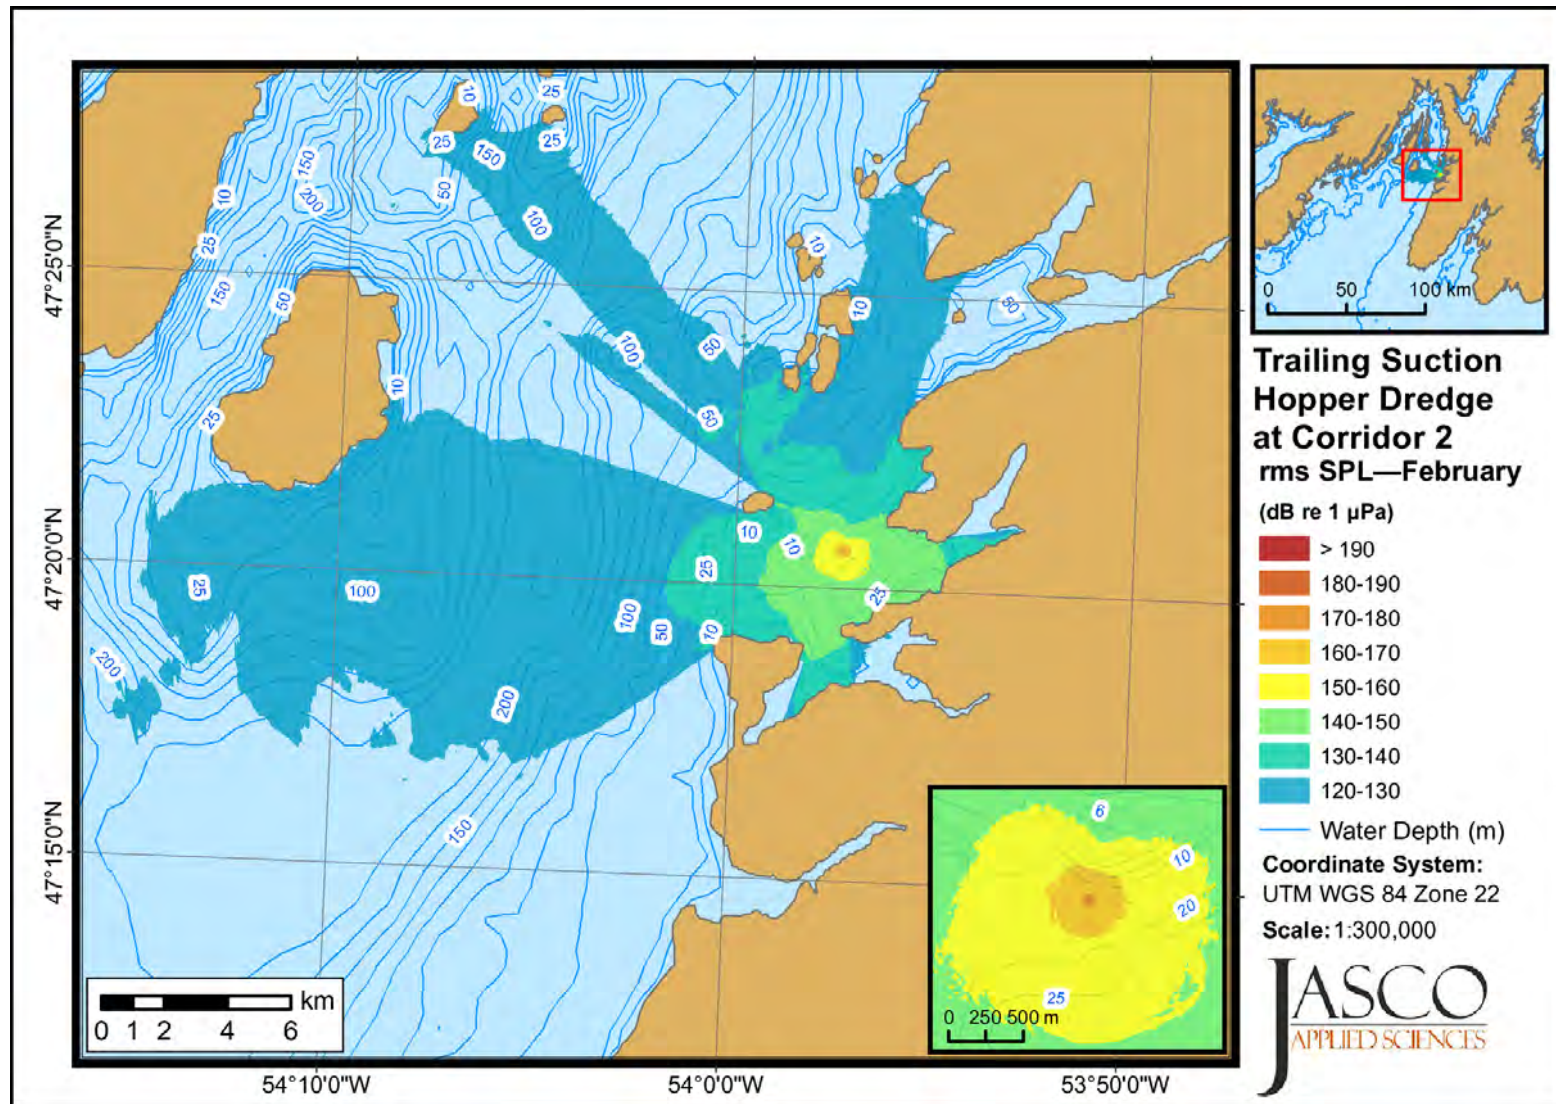 10
25
25
150
25
150
10
200
50
100
25
10
150
50
10
50
100
50
10
25
50
10
10
25
25
100
100
50
10
25
200
200
150
47°25'0"N
47°20'0"N
47°15'0"N
54°10'0"W
54°0'0"W
53°50'0"W
km
0 1 2 4 6
6
10
20
25
0 250 500 m
0 50 100 km
Trailing Suction
Hopper Dredge
at Corridor 2
rms SPL—February
(dB re 1 µPa)
> 190
180-190
170-180
160-170
150-160
140-150
130-140
120-130
Water Depth (m)
Coordinate System:
UTM WGS 84 Zone 22
Scale: 1:300,000
JASCO
APPLIED SCIENCES